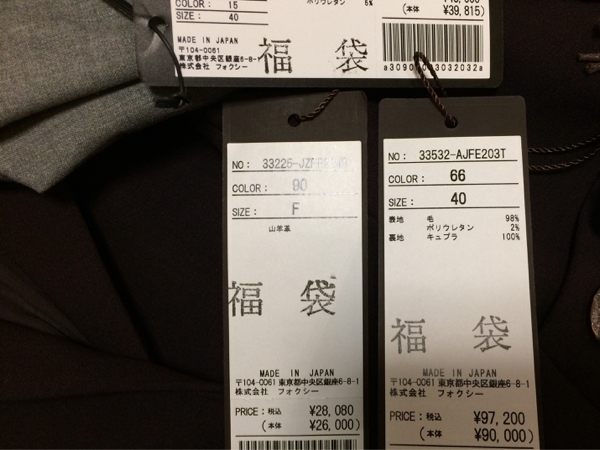 COLOR: 15
SIZE: 40
ポリウレタン 5%
(本体 ¥39,815)
MADE IN JAPAN
〒104-0061
東京都中央区銀座6-8-
株式会社 フォクシー
福袋
a3090003032032a
NO: 33225-
COLOR: 90
SIZE: F
山羊革
福袋
MADE IN JAPAN
〒104-0061 東京都中央区銀座6-8-1
株式会社 フォクシー
PRICE: 税込 ¥28,080
(本体 ¥26,000)
NO: 33532-AJFE203T
COLOR: 66
SIZE: 40
表地 毛 98%
ポリウレタン 2%
裏地 キュプラ 100%
福袋
MADE IN JAPAN
〒104-0061 東京都中央区銀座6-8-1
株式会社 フォクシー
PRICE: 税込 ¥97,200
(本体 ¥90,000)